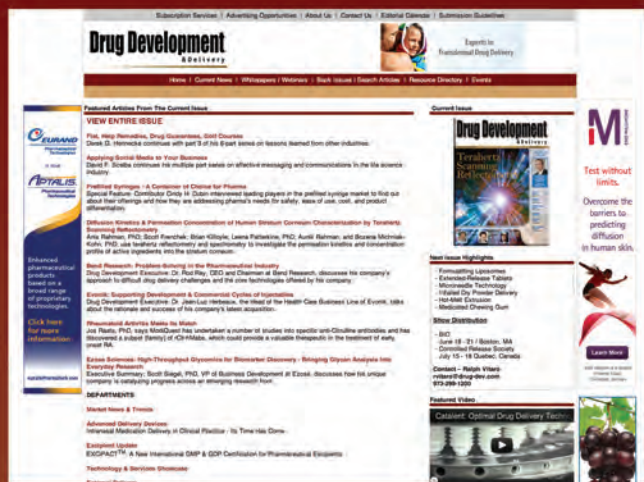 Subscription Services | Advertising Opportunities | About Us | Contact Us | Editorial Calendar | Submission Guidelines
Drug Development
& Delivery
Experts in
Transdermal Drug Delivery
Home | Current News | Whitepapers / Webinars | Back Issues / Search Articles | Resource Directory | Events
Featured Articles From The Current Issue
VIEW ENTIRE ISSUE
Fiat, Help Remedies, Drug Guarantees, Golf Courses
Derek G. Hennecke continues with part 3 of his 6-part series on lessons learned from other industries.
Applying Social Media to Your Business
David F. Scelba continues his multiple part series on effective messaging and communications in the life science
industry.
Prefilled Syringes - A Container of Choice for Pharma
Special Feature: Contributor Cindy H. Dubin interviewed leading players in the prefilled syringe market to find out
about their offerings and how they are addressing pharma's needs for safety, ease of use, cost, and product
differentiation.
Diffusion Kinetics & Permeation Concentration of Human Stratum Corneum Characterization by Terahertz
Scanning Reflectometry
Anis Rahman, PhD; Scott Frenchek; Brian Kilfoyle; Leena Patterkine, PhD; Aunik Rahman; and Bozena Michniak-
Kohn, PhD, use terahertz reflectometry and spectrometry to investigate the permeation kinetics and concentration
profile of active ingredients into the stratum corneum.
Bend Research: Problem-Solving in the Pharmaceutical Industry
Drug Development Executive: Dr. Rod Ray, CEO and Chairman at Bend Research, discusses his company's
approach to difficult drug delivery challenges and the core technologies offered by his company.
Evonik: Supporting Development & Commercial Cycles of Injectables
Drug Development Executive: Dr. Jean-Luc Herbeaux, the Head of the Health Care Business Line of Evonik, talks
about the rationale and success of his company's latest acquisition.
Rheumatoid Arthritis Meets Its Match
Jos Raats, PhD, says ModiQuest has undertaken a number of studies into specific anti-Citrulline antibodies and has
discovered a subset (family) of rCHMabs, which could provide a valuable therapeutic in the treatment of early
onset RA.
Ezose Sciences: High-Throughput Glycomics for Biomarker Discovery - Bringing Glycan Analysis Into
Everyday Research
Executive Summary: Scott Siegel, PhD, VP of Business Development at Ezose, discusses how his unique
company is catalyzing progress across an emerging research front.
DEPARTMENTS
Market News & Trends
Advanced Delivery Devices
Intranasal Medication Delivery in Clinical Practice - Its Time Has Come
Excipient Update
EXCiPACT™: A New International GMP & GDP Certification for Pharmaceutical Excipients
Technology & Services Showcase
EURAND
Pharmaceutical
Technologies
is now
APTALIS
Pharmaceutical
Technologies
Enhanced
pharmaceutical
products
based on a
broad range
of proprietary
technologies.
Click here
for more
information.
Current Issue
Drug Development
& Delivery
Terahertz
Scanning
Reflectometry
Next Issue Highlights
- Formulating Liposomes
- Extended-Release Tablets
- Microneedle Technology
- Inhaled Dry Powder Delivery
- Hot-Melt Extrusion
- Medicated Chewing Gum
Show Distribution
- BIO
June 18 - 21 / Boston, MA
- Controlled Release Society
July 15 - 18 Quebec, Canada
Contact – Ralph Vitaro
rvitaro@drug-dev.com
973-299-1200
Featured Video
Catalent: Optimal Drug Delivery Techno
iM
Test without
limits.
Overcome the
barriers to
predicting
diffusion
in human skin.
Learn More